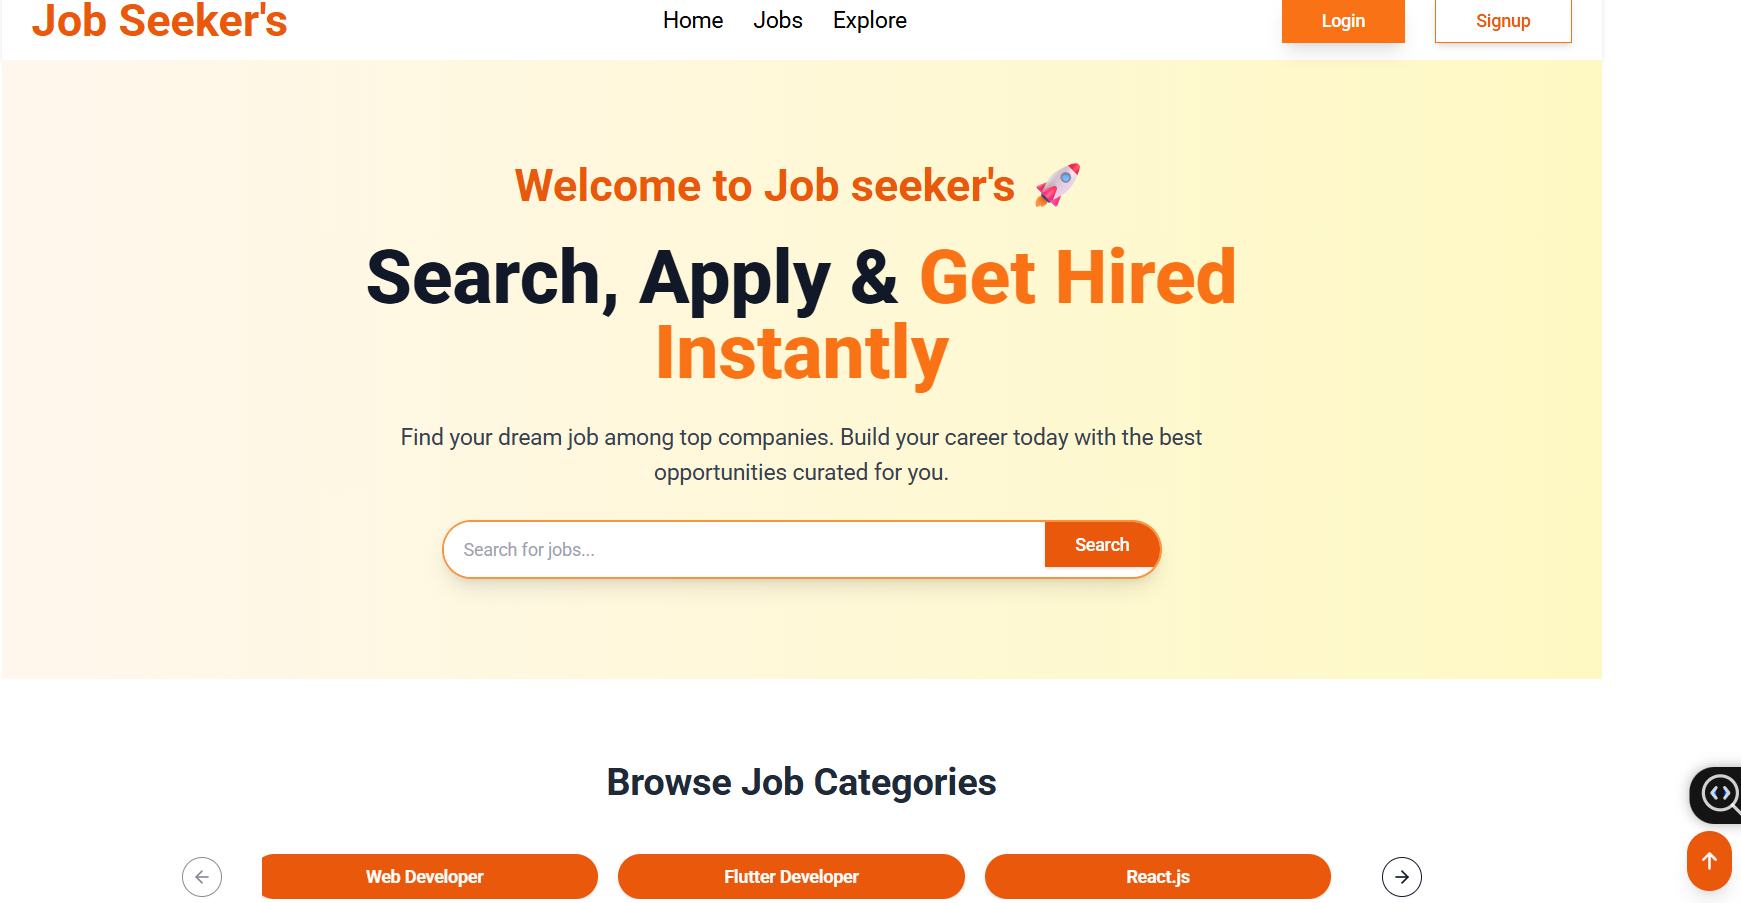 Job Seeker's
Home Jobs Explore
Login Signup
Welcome to Job seeker's 🚀
Search, Apply & Get Hired
Instantly
Find your dream job among top companies. Build your career today with the best
opportunities curated for you.
Search for jobs... Search
Browse Job Categories
Web Developer Flutter Developer React.js